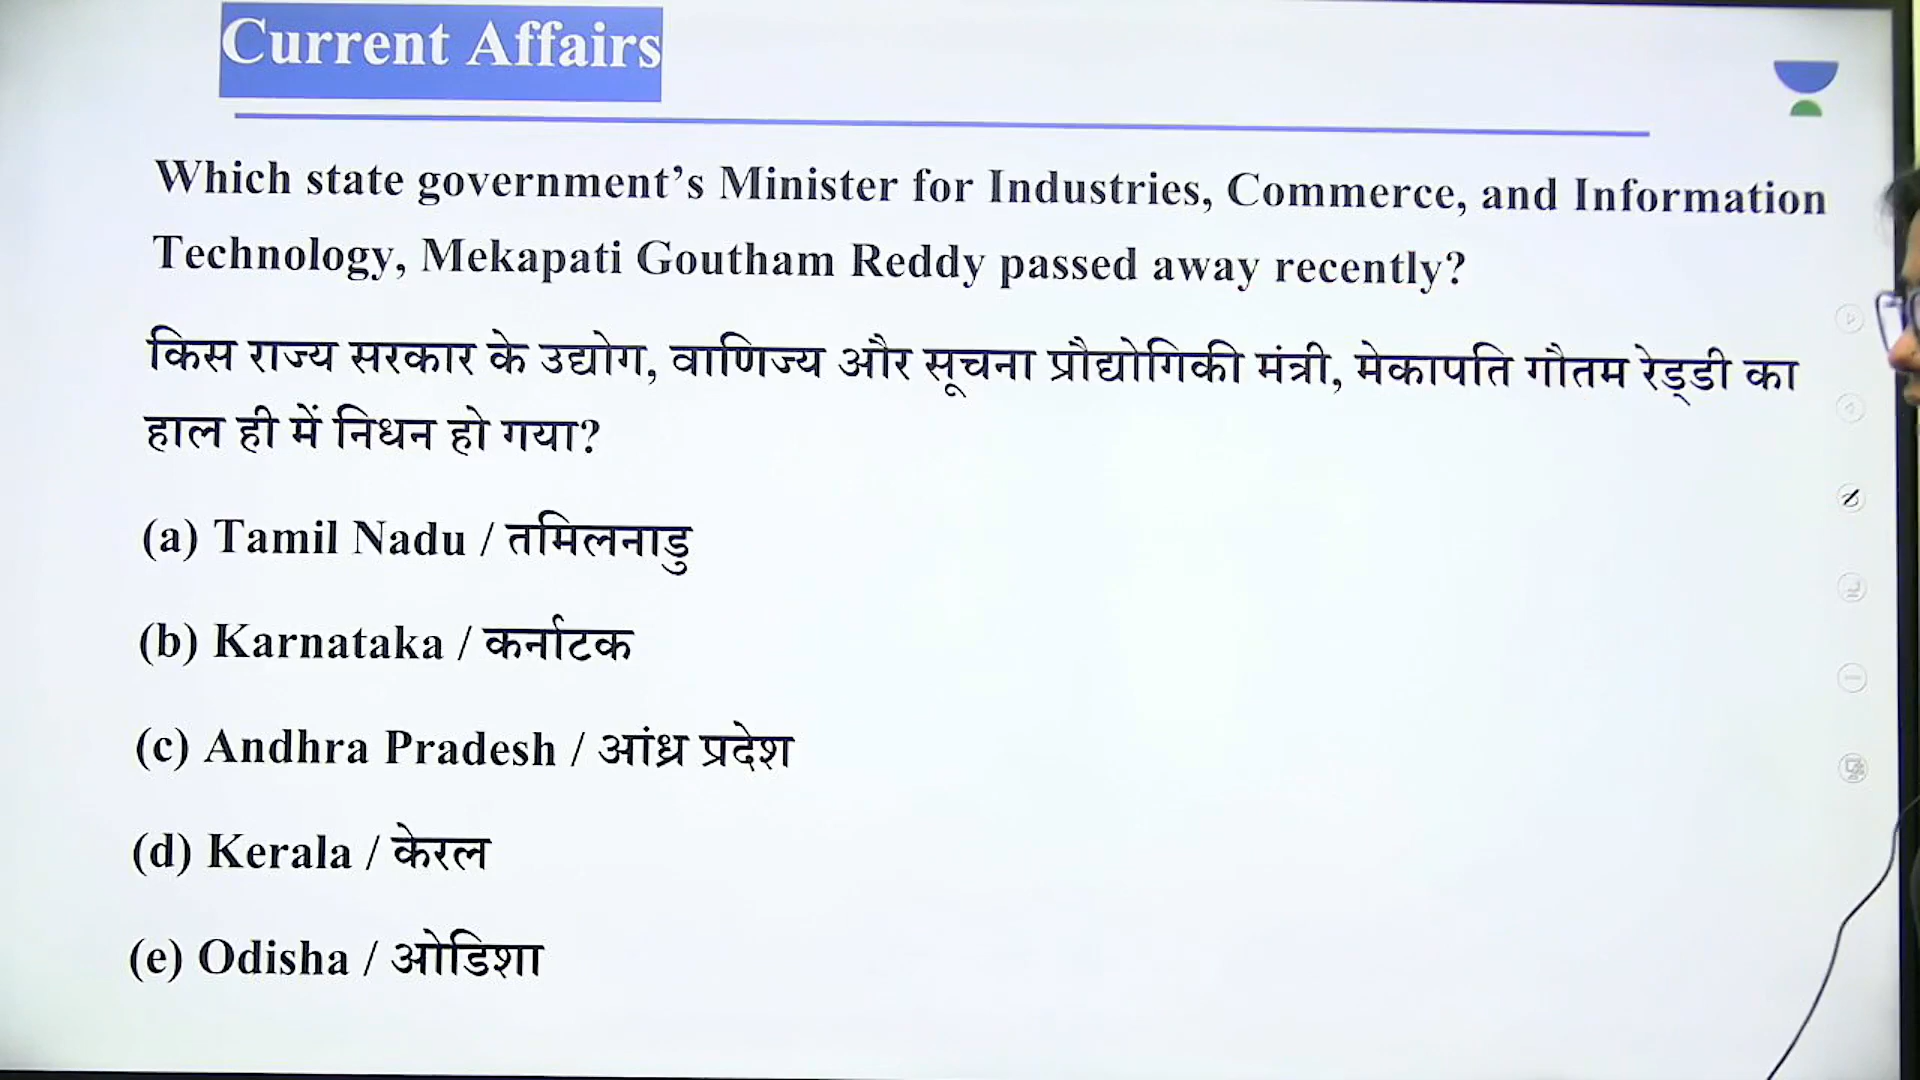 Current Affairs
Which state government’s Minister for Industries, Commerce, and Information
Technology, Mekapati Goutham Reddy passed away recently?
किस राज्य सरकार के उद्योग, वाणिज्य और सूचना प्रौद्योगिकी मंत्री, मेकापति गौतम रेड्डी का
हाल ही में निधन हो गया?
(a) Tamil Nadu / तमिलनाडु
(b) Karnataka / कर्नाटक
(c) Andhra Pradesh / आंध्र प्रदेश
(d) Kerala / केरल
(e) Odisha / ओडिशा